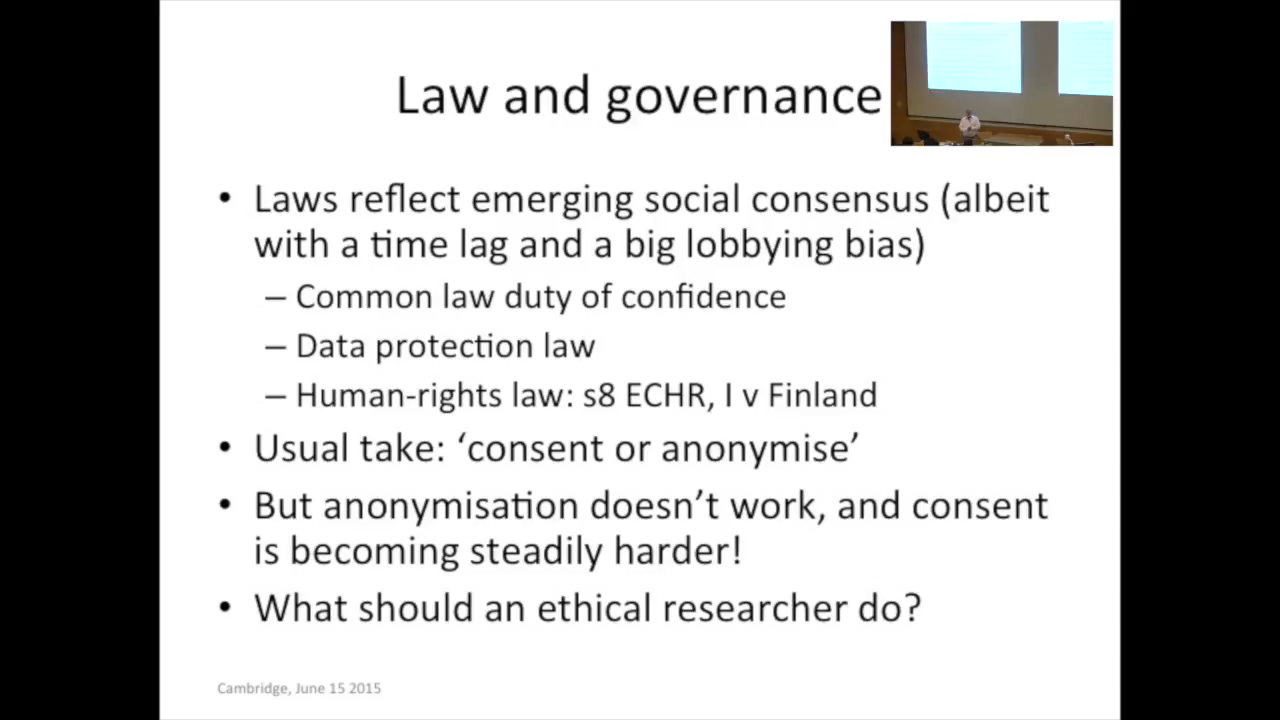 Law and governance
• Laws reflect emerging social consensus (albeit
with a time lag and a big lobbying bias)
– Common law duty of confidence
– Data protection law
– Human-rights law: s8 ECHR, I v Finland
• Usual take: ‘consent or anonymise’
• But anonymisation doesn’t work, and consent
is becoming steadily harder!
• What should an ethical researcher do?
Cambridge, June 15 2015